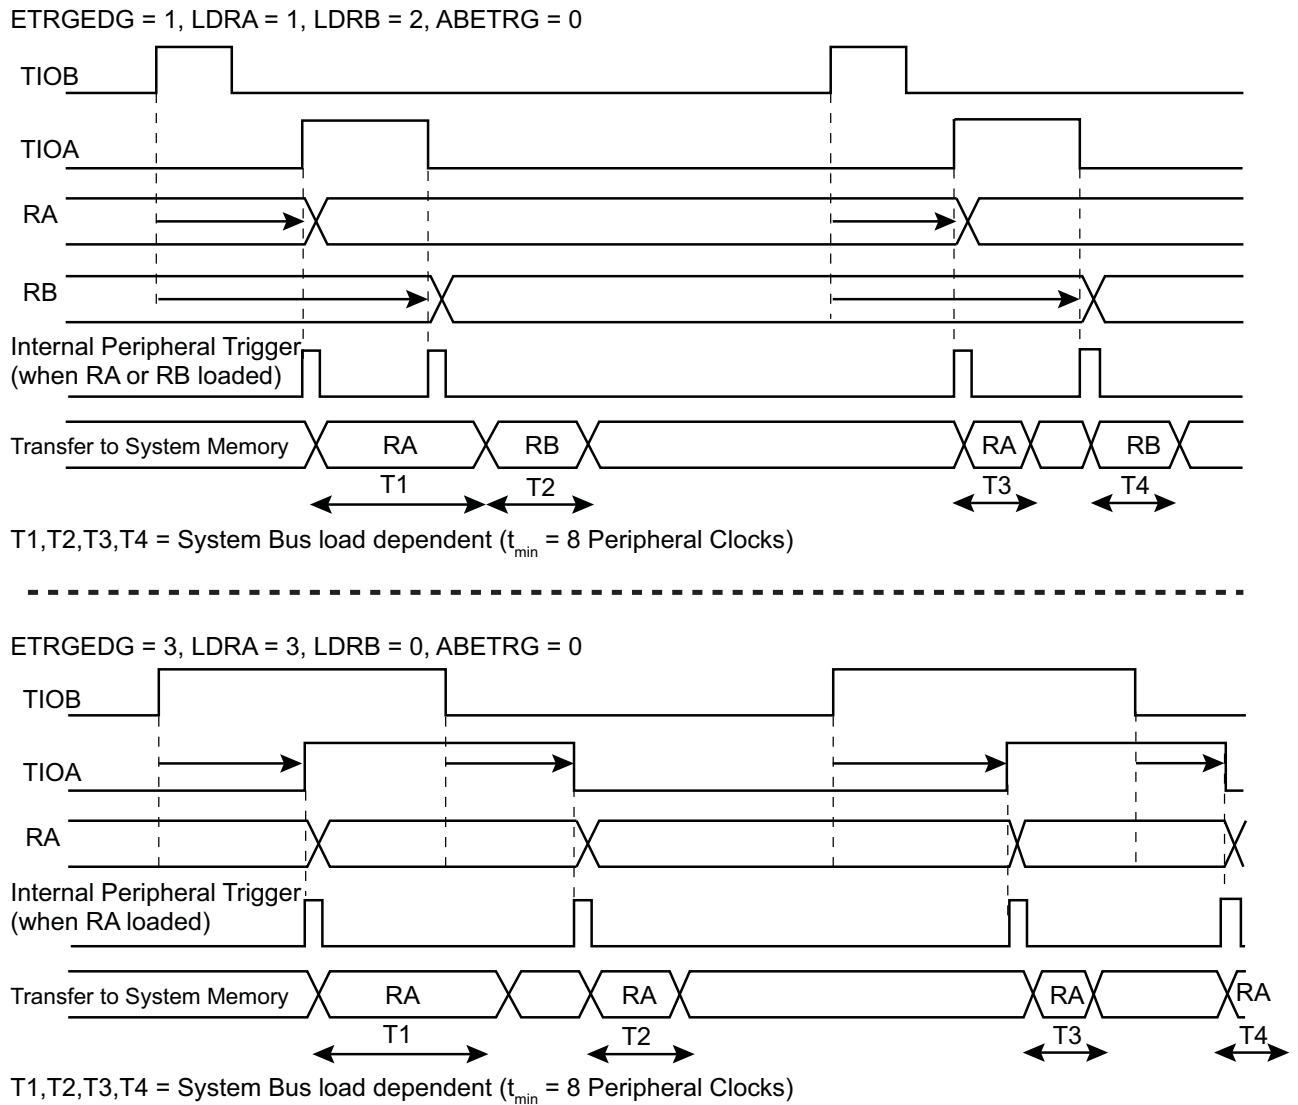 ETRGEDG = 1, LDRA = 1, LDRB = 2, ABETRG = 0
TIOB
TIOA
RA
RB
Internal Peripheral Trigger
(when RA or RB loaded)
Transfer to System Memory RA RB RA RB
T1 T2 T3 T4
T1,T2,T3,T4 = System Bus load dependent (tmin = 8 Peripheral Clocks)
ETRGEDG = 3, LDRA = 3, LDRB = 0, ABETRG = 0
TIOB
TIOA
RA
Internal Peripheral Trigger
(when RA loaded)
Transfer to System Memory RA RA RA RA
T1 T2 T3 T4
T1,T2,T3,T4 = System Bus load dependent (tmin = 8 Peripheral Clocks)